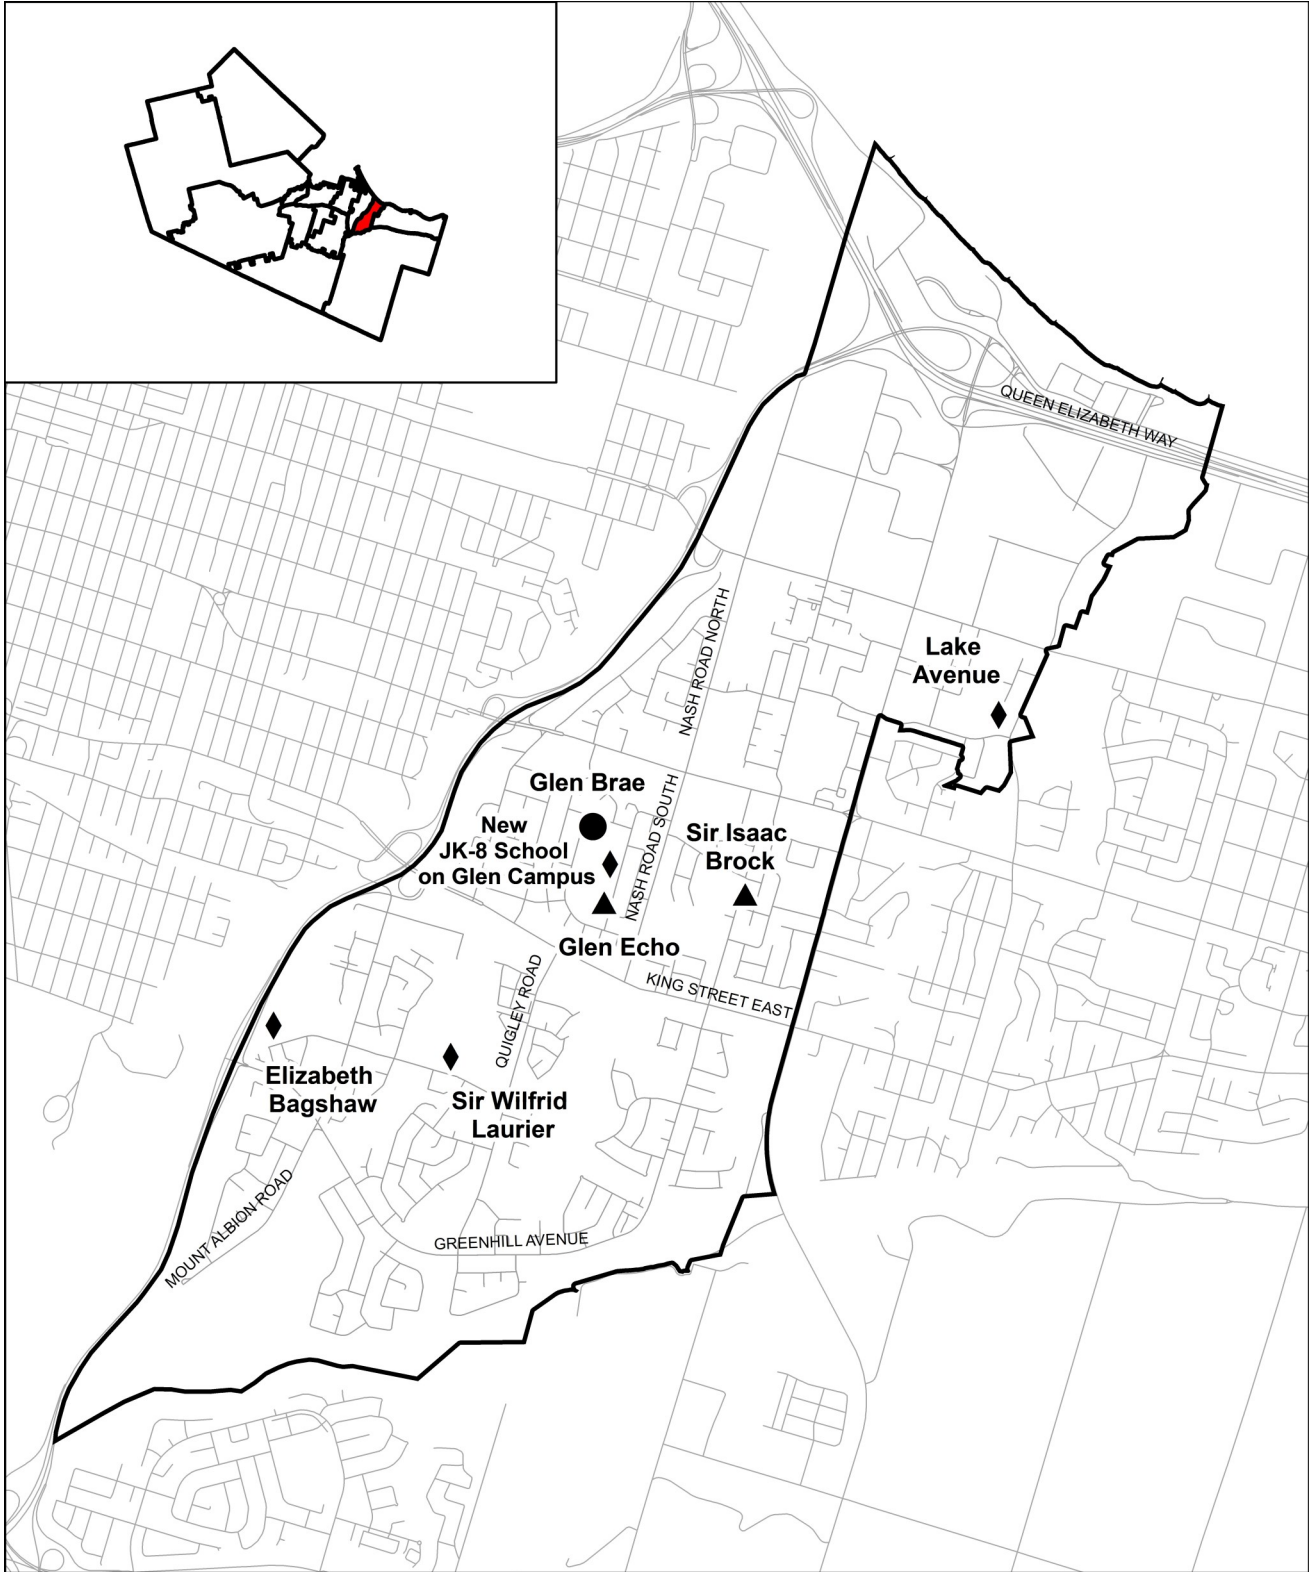 QUEEN ELIZABETH WAY
NASH ROAD NORTH
Lake
Avenue
Glen Brae
New
JK-8 School
on Glen Campus
NASH ROAD SOUTH
Sir Isaac
Brock
Glen Echo
KING STREET EAST
QUIGLEY ROAD
Elizabeth
Bagshaw
Sir Wilfrid
Laurier
MOUNT ALBION ROAD
GREENHILL AVENUE